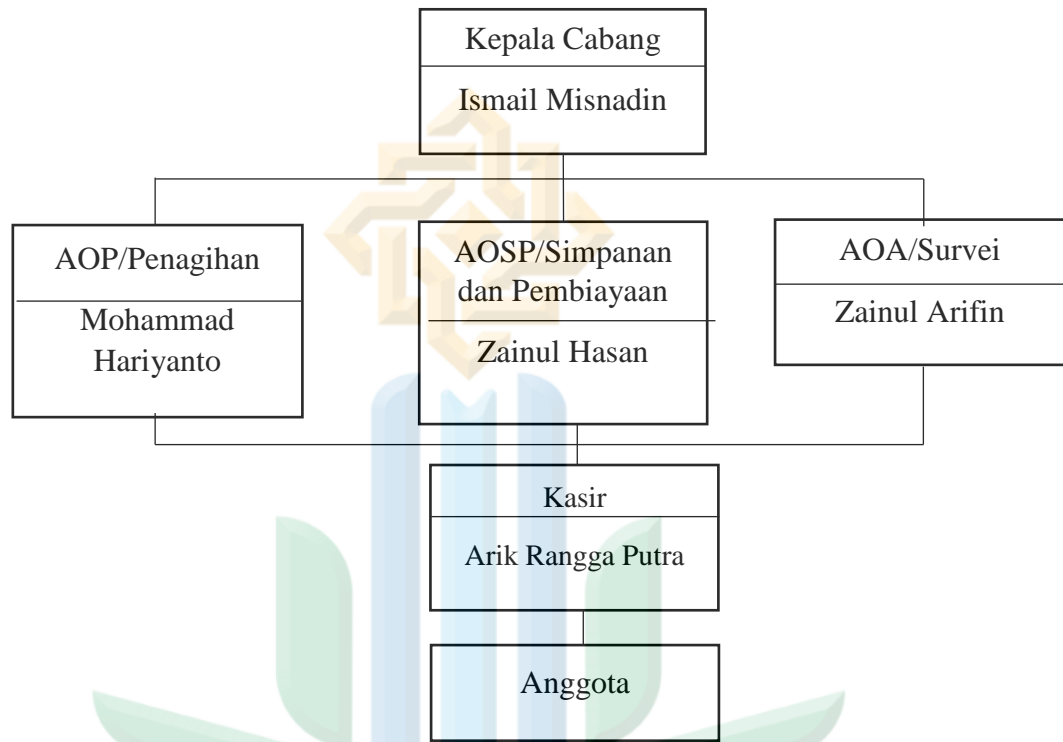 Kepala Cabang
Ismail Misnadin
AOP/Penagihan
Mohammad
Hariyanto
AOSP/Simpanan
dan Pembiayaan
Zainul Hasan
AOA/Survei
Zainul Arifin
Kasir
Arik Rangga Putra
Anggota